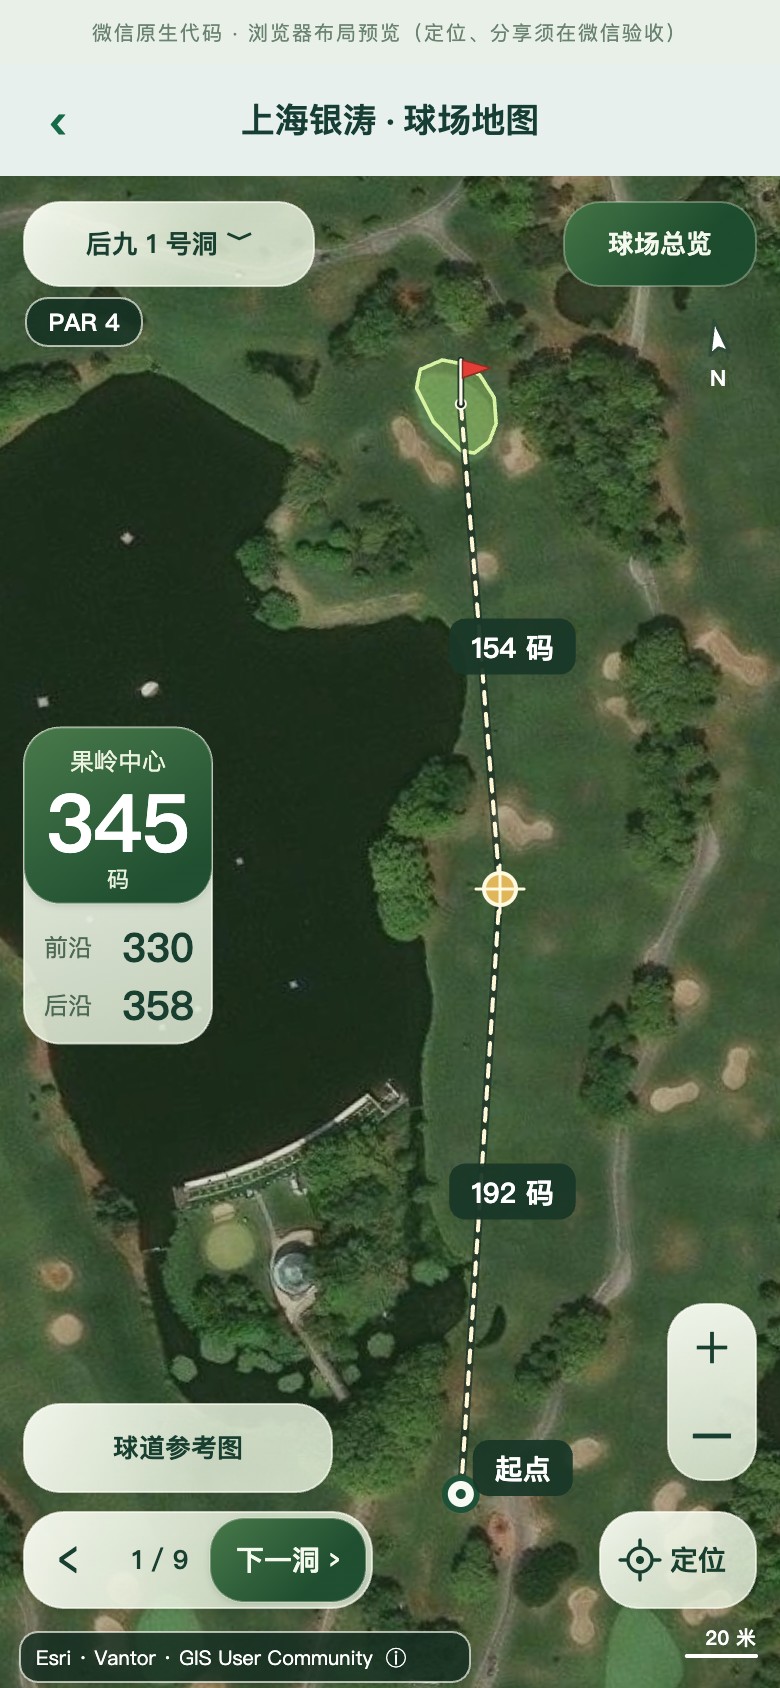 微信原生代码 · 浏览器布局预览（定位、分享须在微信验收）
上海银涛 · 球场地图
后九 1 号洞
球场总览
PAR 4
N
154 码
果岭中心
345
码
前沿 330
后沿 358
192 码
球道参考图
起点
1 / 9
下一洞
定位
20 米
Esri · Vantor · GIS User Community ⓘ